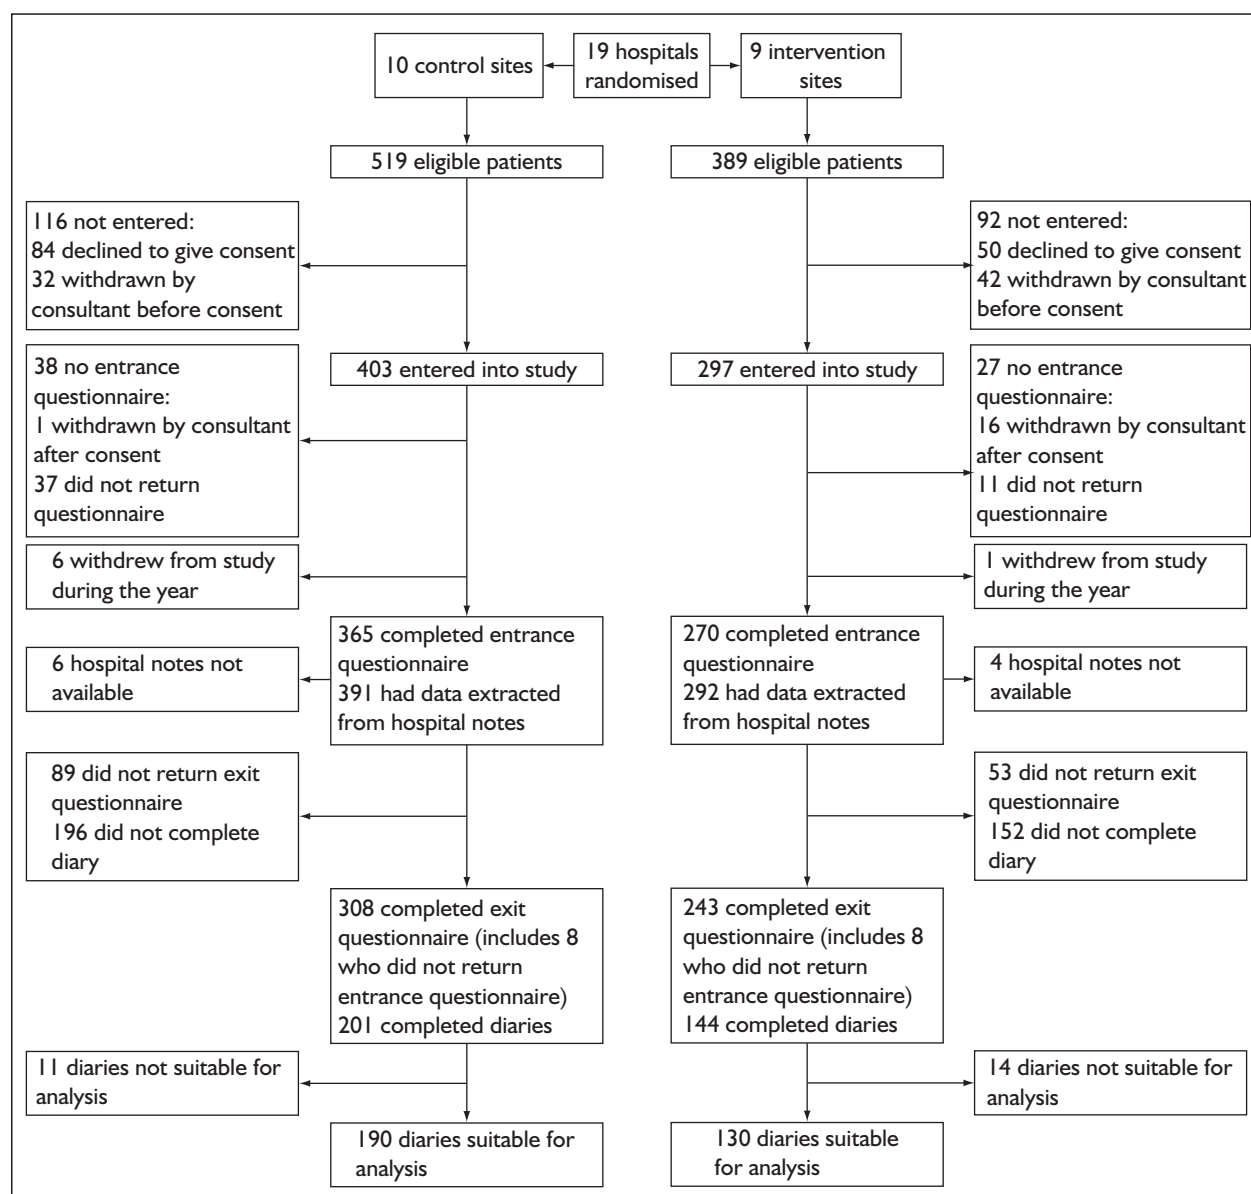 10 control sites
19 hospitals
randomised
9 intervention
sites
519 eligible patients
389 eligible patients
116 not entered:
84 declined to give consent
32 withdrawn by
consultant before consent
92 not entered:
50 declined to give consent
42 withdrawn by consultant
before consent
403 entered into study
297 entered into study
38 no entrance
questionnaire:
1 withdrawn by consultant
after consent
37 did not return
questionnaire
27 no entrance
questionnaire:
16 withdrawn by consultant
after consent
11 did not return
questionnaire
6 withdrew from study
during the year
1 withdrew from study
during the year
365 completed entrance
questionnaire
391 had data extracted
from hospital notes
270 completed entrance
questionnaire
292 had data extracted
from hospital notes
6 hospital notes not
available
4 hospital notes not
available
89 did not return exit
questionnaire
196 did not complete
diary
53 did not return exit
questionnaire
152 did not complete
diary
308 completed exit
questionnaire (includes 8
who did not return
entrance questionnaire)
201 completed diaries
243 completed exit
questionnaire (includes 8
who did not return
entrance questionnaire)
144 completed diaries
11 diaries not suitable for
analysis
14 diaries not suitable for
analysis
190 diaries suitable for
analysis
130 diaries suitable
for analysis